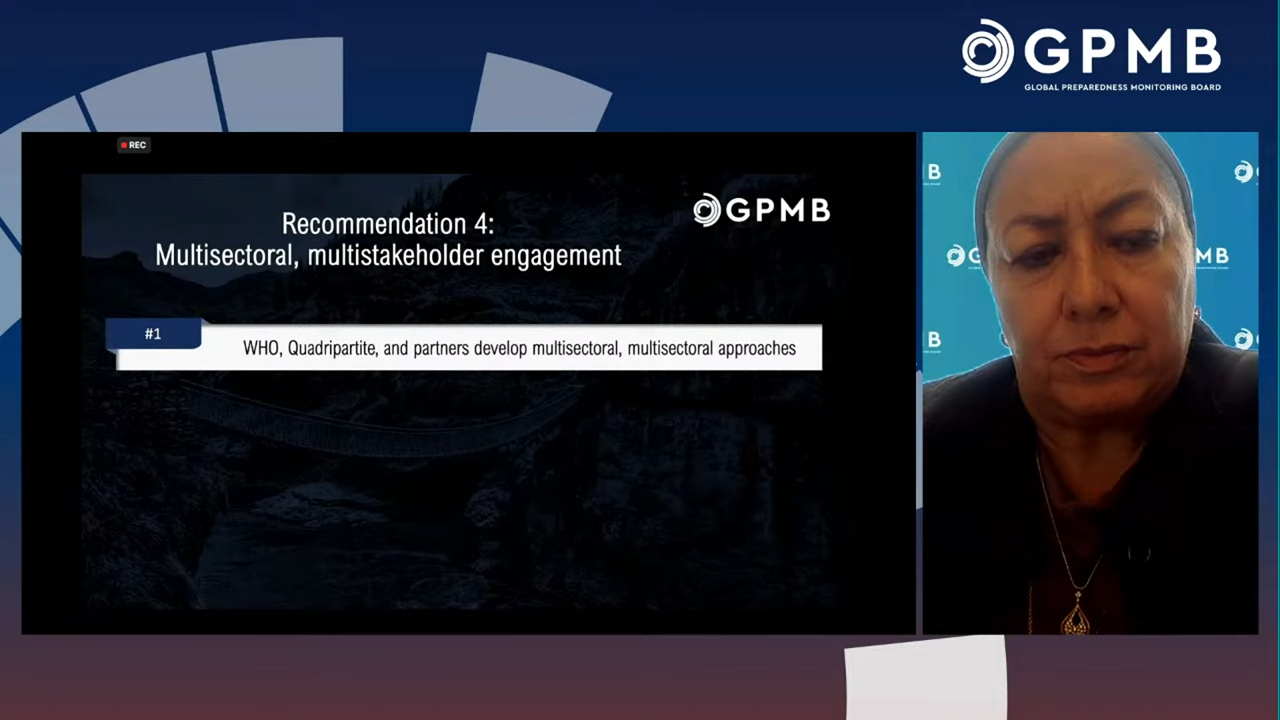 GPMB
GLOBAL PREPAREDNESS MONITORING BOARD
REC
GPMB
Recommendation 4:
Multisectoral, multistakeholder engagement
#1
WHO, Quadripartite, and partners develop multisectoral, multisectoral approaches
B
MB
B